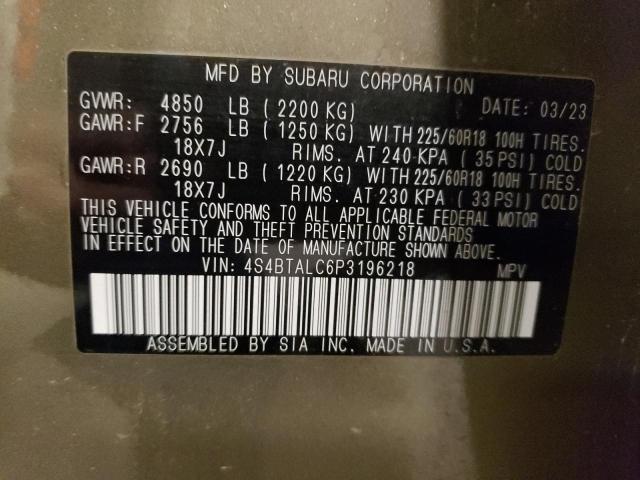 MFD BY SUBARU CORPORATION
GVWR: 4850 LB ( 2200 KG) DATE: 03/23
GAWR:F 2756 LB ( 1250 KG) WITH 225/60R18 100H TIRES.
18X7J RIMS. AT 240 KPA ( 35 PSI) COLD
GAWR:R 2690 LB ( 1220 KG) WITH 225/60R18 100H TIRES.
18X7J RIMS. AT 230 KPA ( 33 PSI) COLD
THIS VEHICLE CONFORMS TO ALL APPLICABLE FEDERAL MOTOR
VEHICLE SAFETY AND THEFT PREVENTION STANDARDS
IN EFFECT ON THE DATE OF MANUFACTURE SHOWN ABOVE.
VIN: 4S4BTALC6P3196218 MPV
ASSEMBLED BY SIA INC. MADE IN U.S.A.